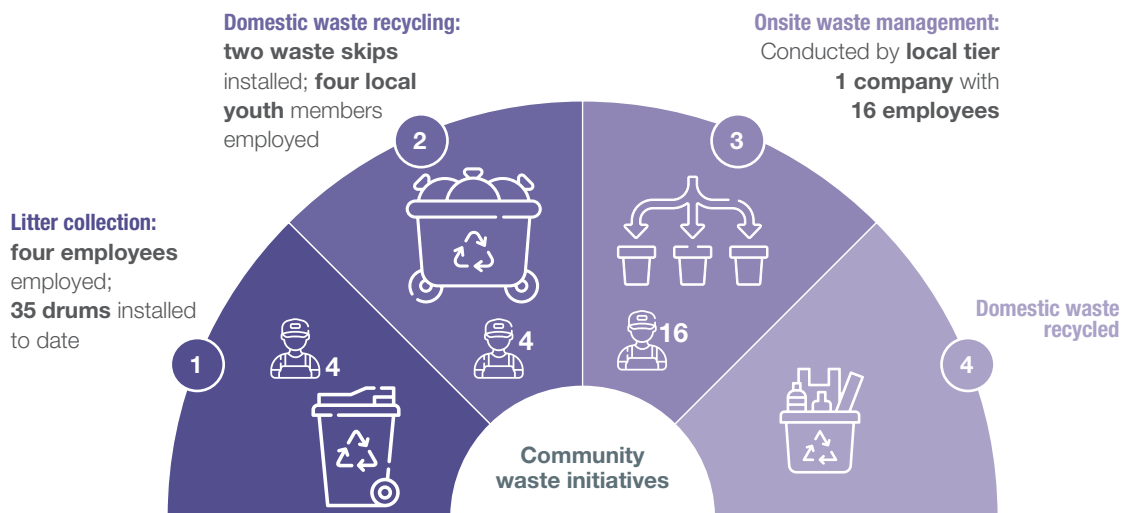 Domestic waste recycling:
two waste skips
installed; four local
youth members
employed
Onsite waste management:
Conducted by local tier
1 company with
16 employees
2
3
Litter collection:
four employees
employed;
35 drums installed
to date
4
4
16
Domestic waste
recycled
1
4
Community
waste initiatives